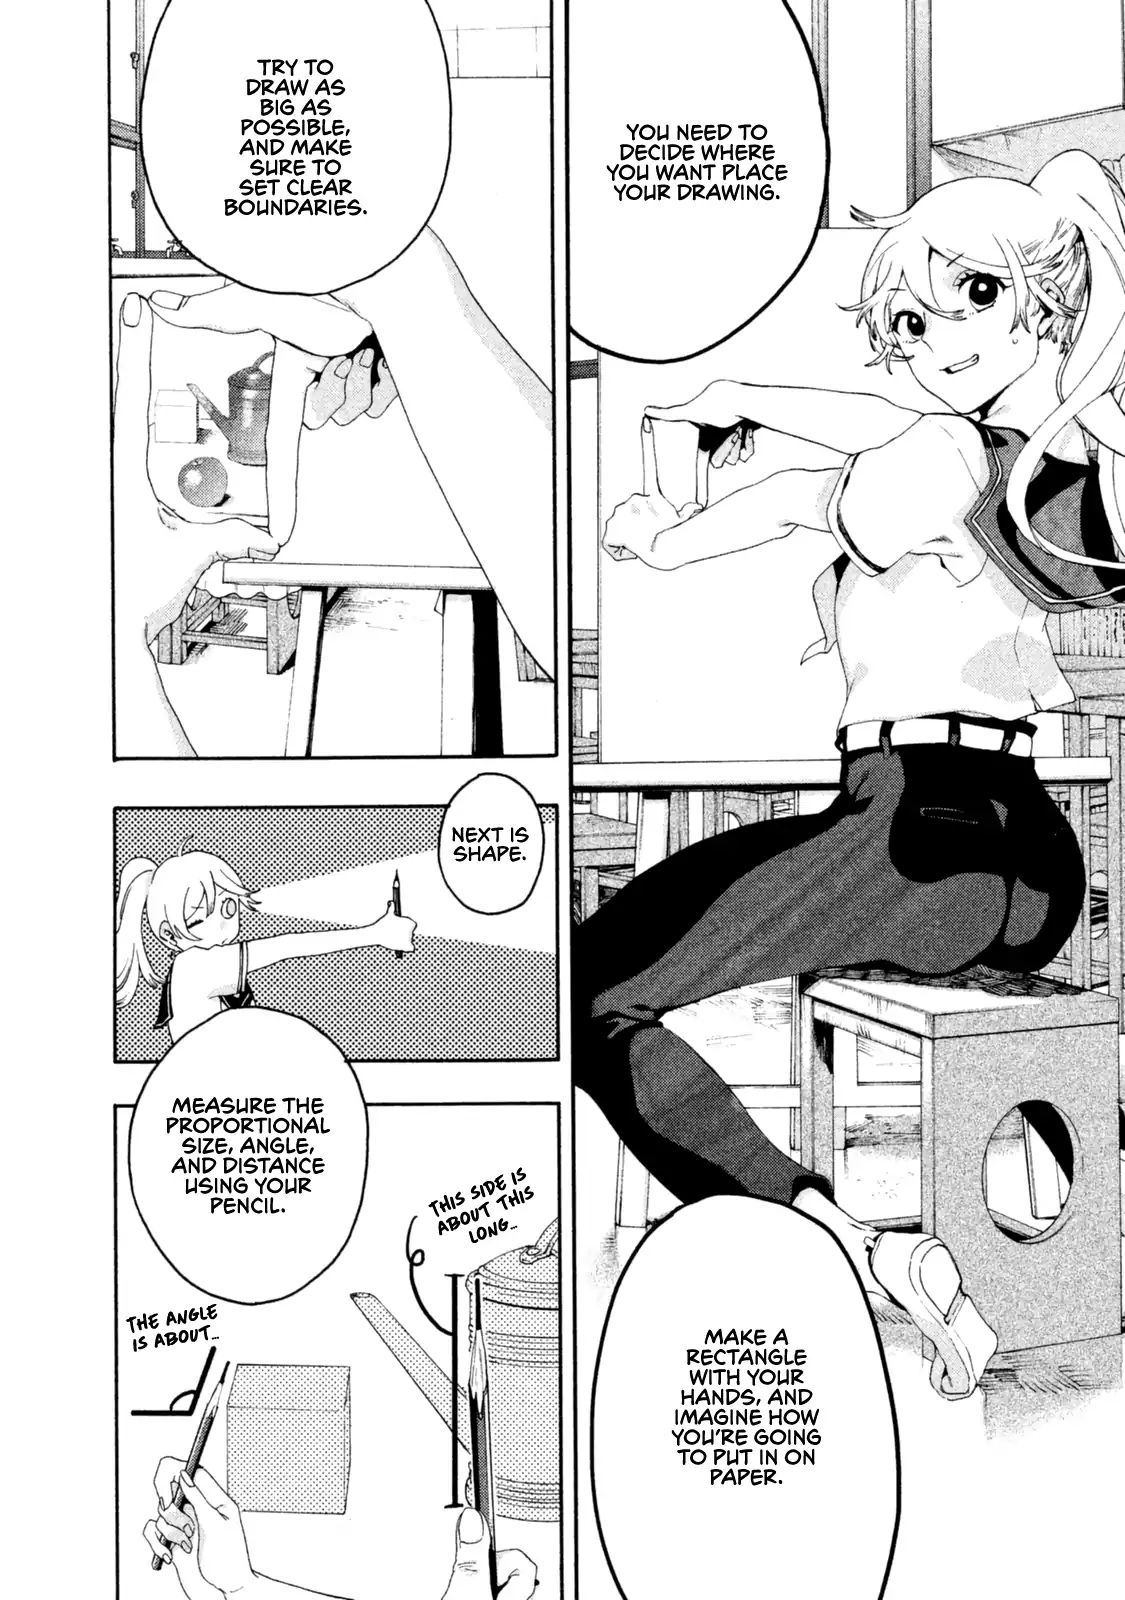 YOU NEED TO
DECIDE WHERE
YOU WANT PLACE
YOUR DRAWING.
MAKE A
RECTANGLE
WITH YOUR
HANDS, AND
IMAGINE HOW
YOU'RE GOING
TO PUT IN ON
PAPER.
TRY TO
DRAW AS
BIG AS
POSSIBLE,
AND MAKE
SURE TO
SET CLEAR
BOUNDARIES.
NEXT IS
SHAPE.
MEASURE THE
PROPORTIONAL
SIZE, ANGLE,
AND DISTANCE
USING YOUR
PENCIL.
THIS SIDE IS
ABOUT THIS
LONG...
THE ANGLE
IS ABOUT...